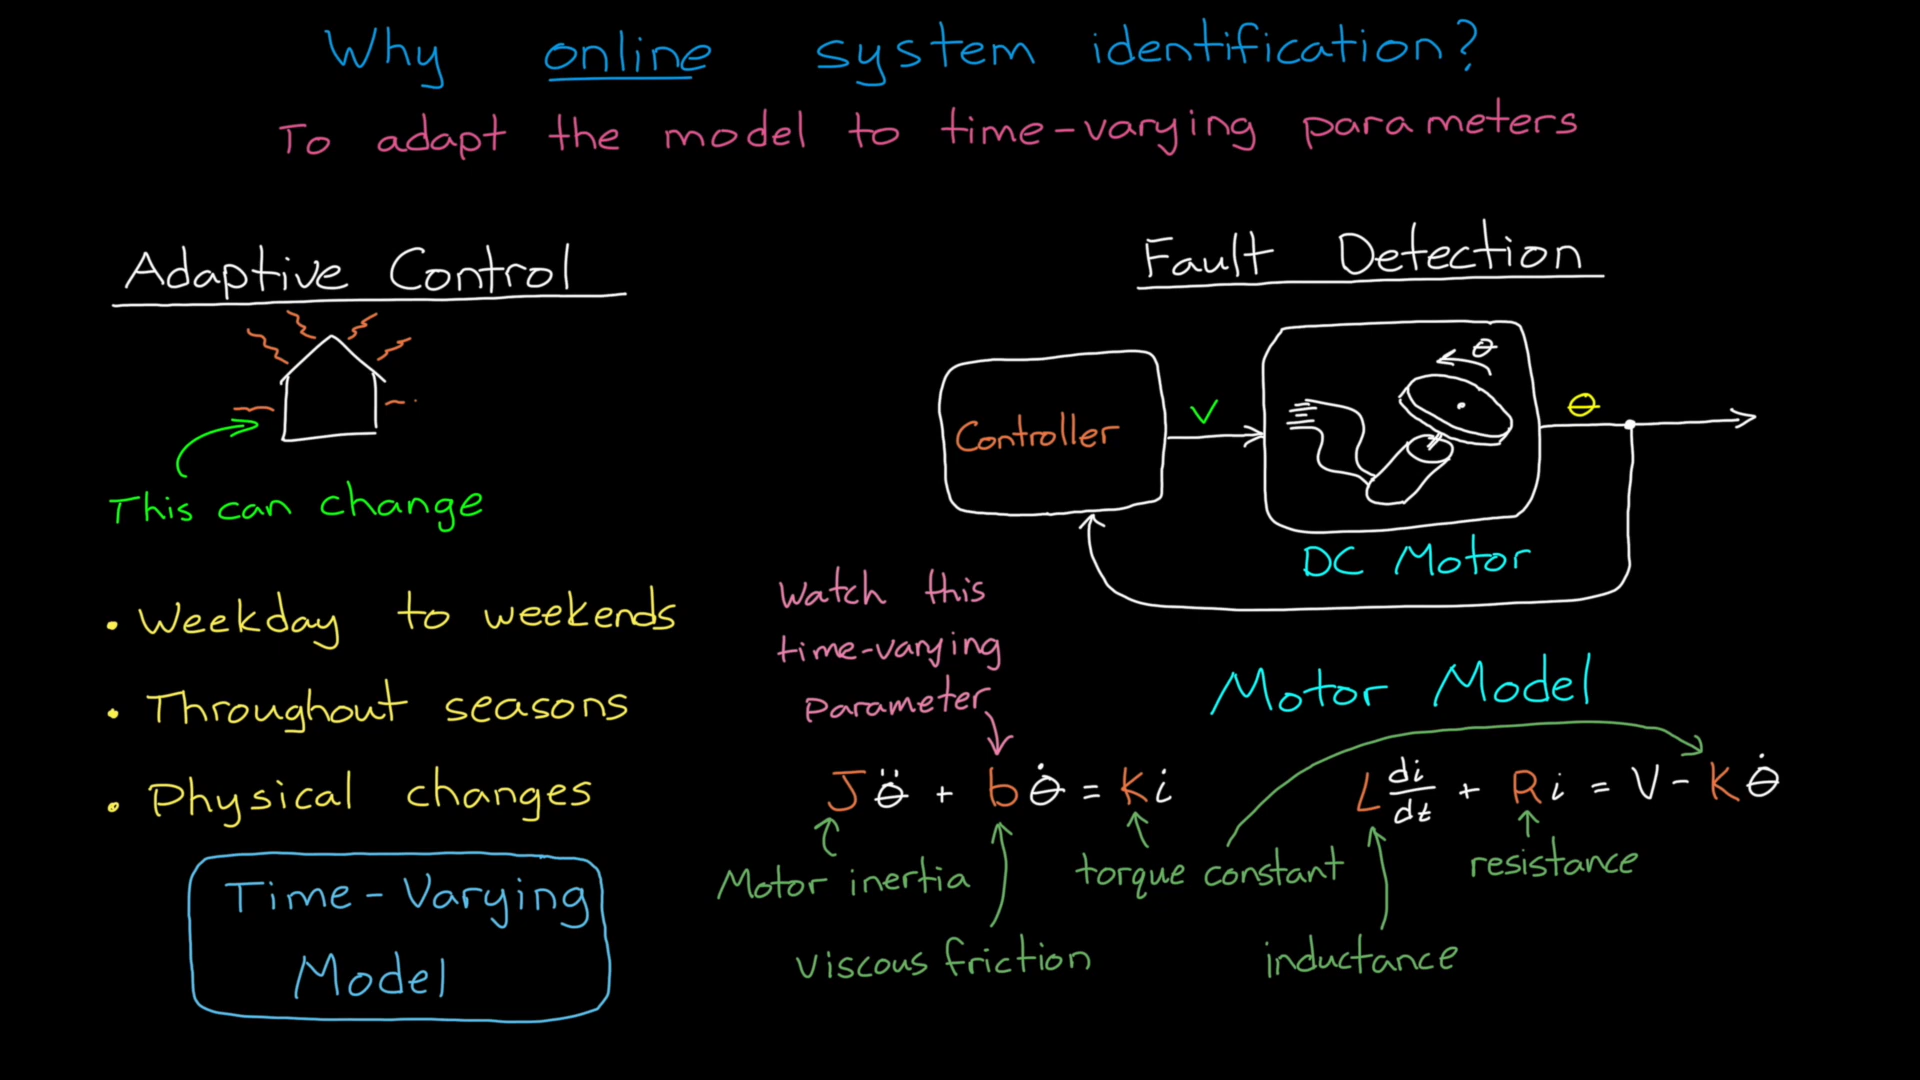 Why online system identification?
To adapt the model to time-varying parameters
Adaptive Control
This can change
• Weekday to weekends
• Throughout seasons
• Physical changes
Time-Varying
Model
Fault Detection
Controller
V
θ
θ
DC Motor
Watch this
time-varying
parameter
Motor Model
Jθ̈ + bθ̇ = Ki
L di/dt + Ri = V - Kθ̇
Motor inertia
viscous friction
torque constant
inductance
resistance